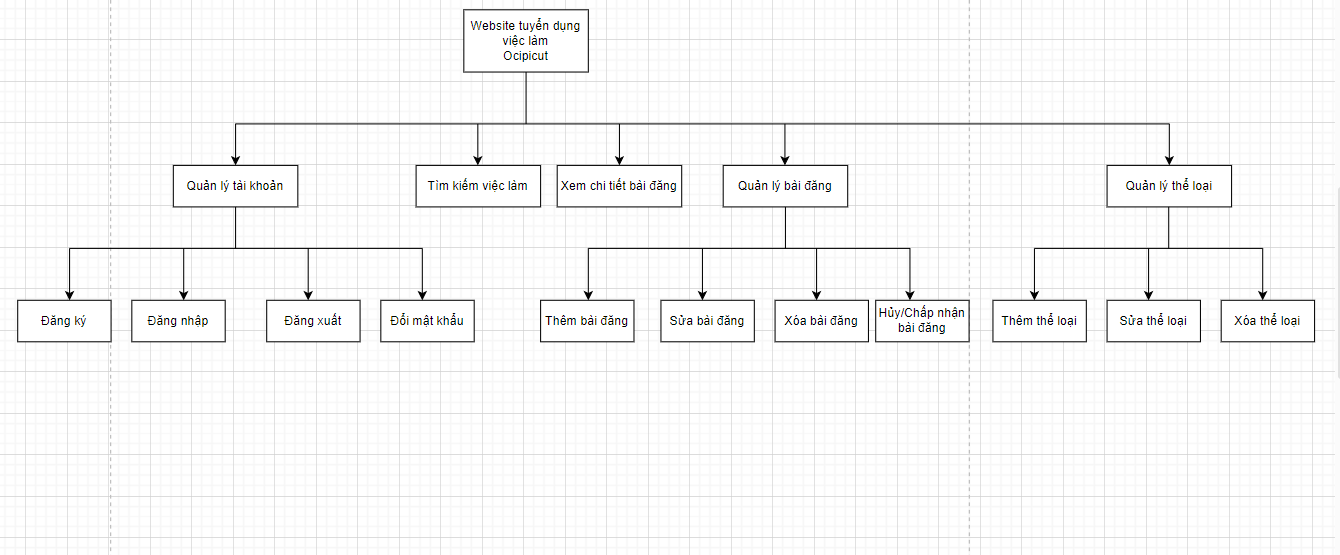 Website tuyển dụng
việc làm
Ocipicut
Quản lý tài khoản
Tìm kiếm việc làm
Xem chi tiết bài đăng
Quản lý bài đăng
Quản lý thể loại
Đăng ký
Đăng nhập
Đăng xuất
Đổi mật khẩu
Thêm bài đăng
Sửa bài đăng
Xóa bài đăng
Hủy/Chấp nhận
bài đăng
Thêm thể loại
Sửa thể loại
Xóa thể loại